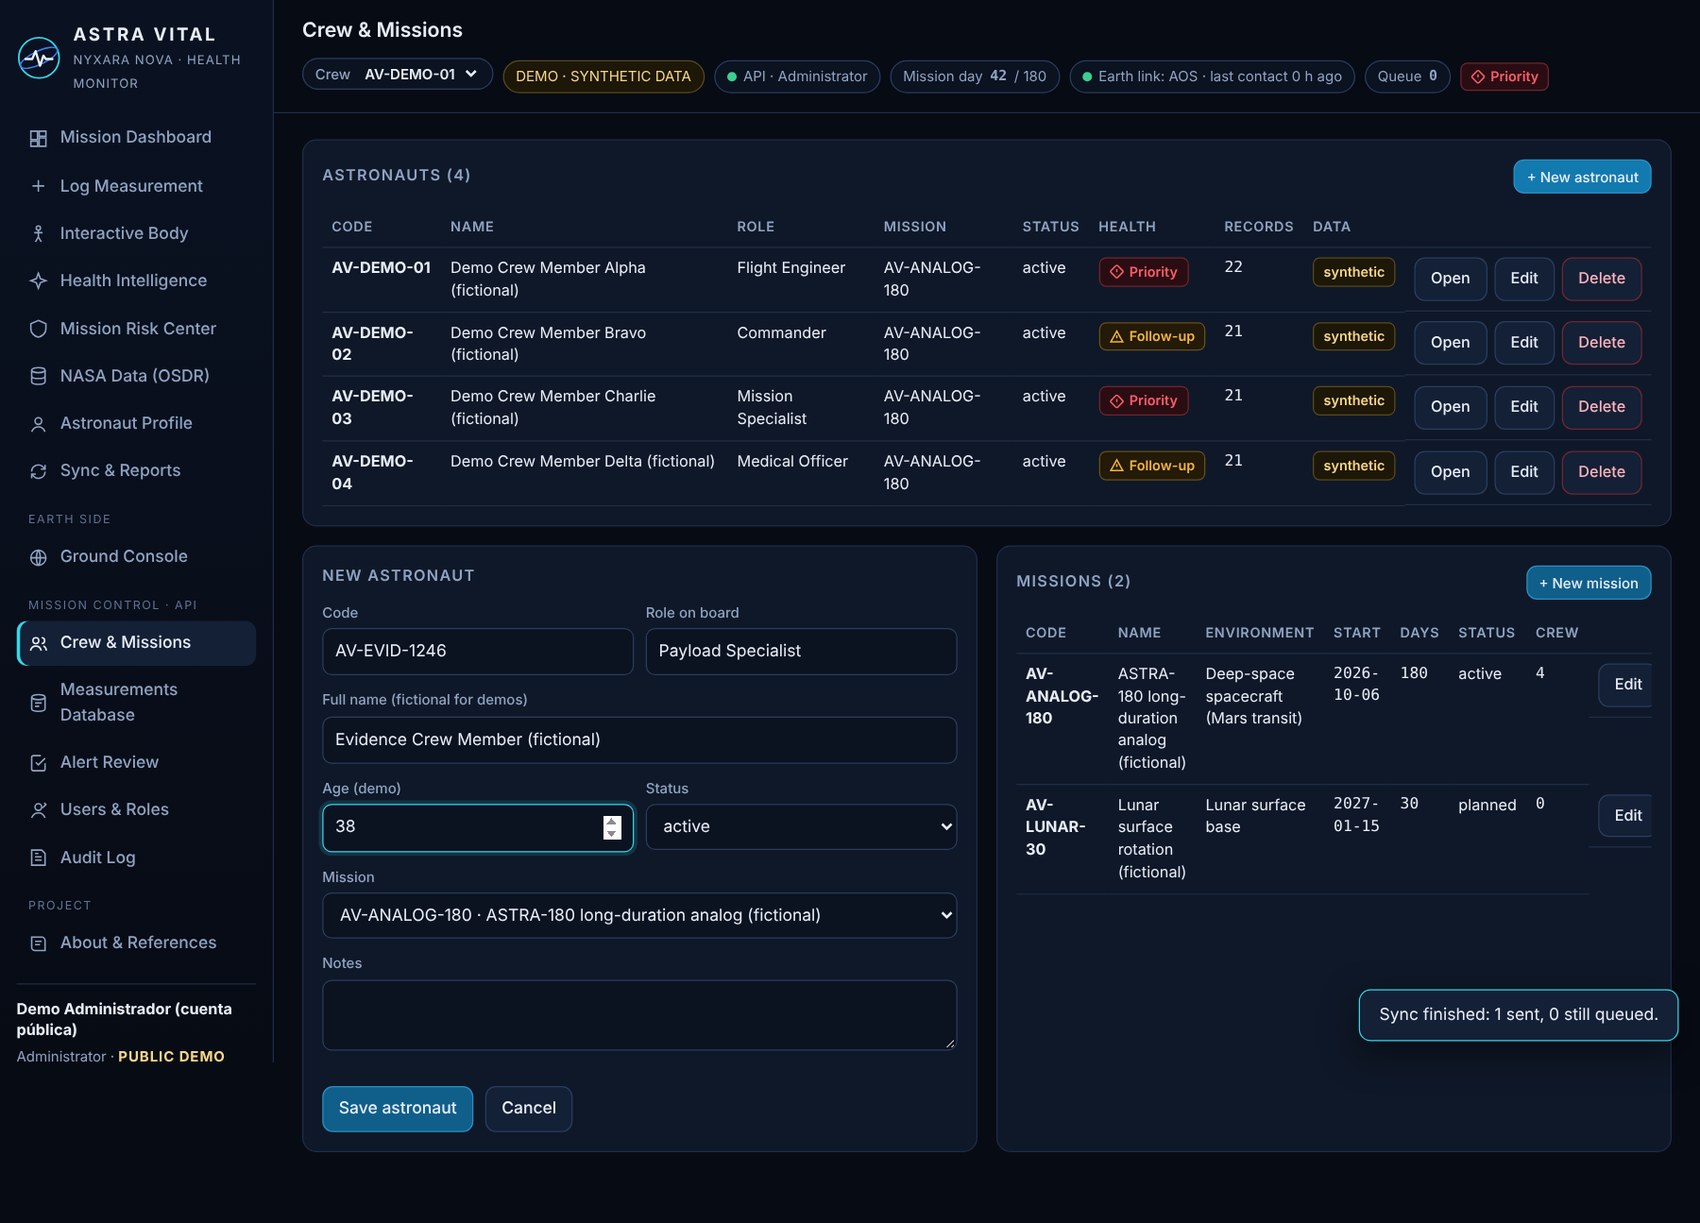 ASTRA VITAL
NYXARA NOVA · HEALTH
MONITOR
Mission Dashboard
Log Measurement
Interactive Body
Health Intelligence
Mission Risk Center
NASA Data (OSDR)
Astronaut Profile
Sync & Reports
EARTH SIDE
Ground Console
MISSION CONTROL · API
Crew & Missions
Measurements
Database
Alert Review
Users & Roles
Audit Log
PROJECT
About & References
Demo Administrador (cuenta
pública)
Administrator · PUBLIC DEMO
Crew & Missions
Crew AV-DEMO-01 DEMO · SYNTHETIC DATA API · Administrator Mission day 42 / 180 Earth link: AOS · last contact 0 h ago Queue 0 Priority
ASTRONAUTS (4) + New astronaut
CODE NAME ROLE MISSION STATUS HEALTH RECORDS DATA
AV-DEMO-01 Demo Crew Member Alpha Flight Engineer AV-ANALOG- active Priority 22 synthetic Open Edit Delete
(fictional) 180
AV-DEMO- Demo Crew Member Bravo Commander AV-ANALOG- active Follow-up 21 synthetic Open Edit Delete
02 (fictional) 180
AV-DEMO- Demo Crew Member Charlie Mission AV-ANALOG- active Priority 21 synthetic Open Edit Delete
03 (fictional) Specialist 180
AV-DEMO- Demo Crew Member Delta (fictional) Medical Officer AV-ANALOG- active Follow-up 21 synthetic Open Edit Delete
04 180
NEW ASTRONAUT
Code Role on board
AV-EVID-1246 Payload Specialist
Full name (fictional for demos)
Evidence Crew Member (fictional)
Age (demo) Status
38 active
Mission
AV-ANALOG-180 · ASTRA-180 long-duration analog (fictional)
Notes
Save astronaut Cancel
MISSIONS (2) + New mission
CODE NAME ENVIRONMENT START DAYS STATUS CREW
AV- ASTRA- Deep-space 2026- 180 active 4 Edit
ANALOG- 180 long- spacecraft 10-06
180 duration (Mars transit)
analog
(fictional)
AV- Lunar Lunar surface 2027- 30 planned 0 Edit
LUNAR- surface base 01-15
30 rotation
(fictional)
Sync finished: 1 sent, 0 still queued.